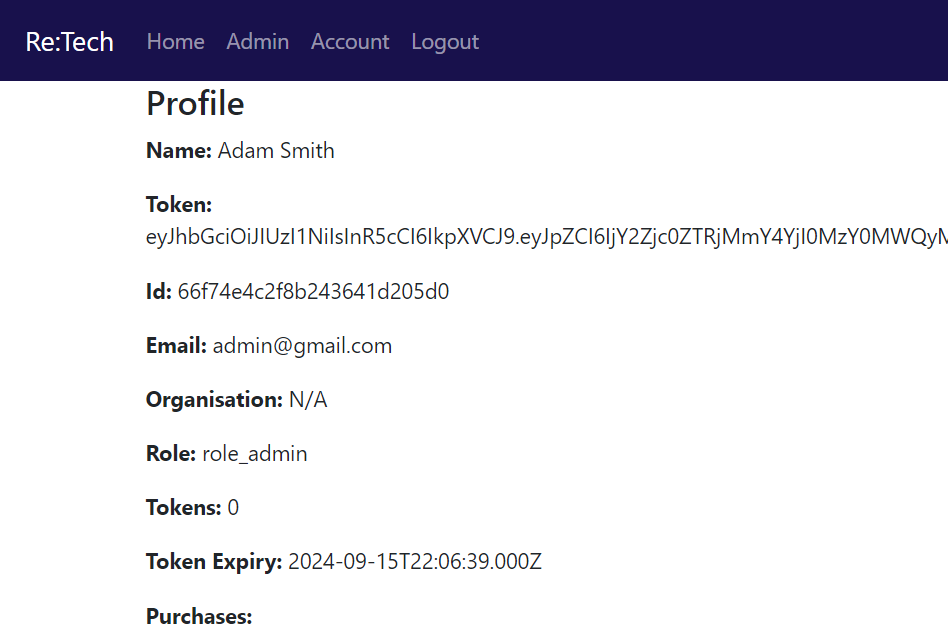 Re:Tech Home Admin Account Logout
Profile
Name: Adam Smith
Token:
eyJhbGciOiJIUzI1NiIsInR5cCI6IkpXVCJ9.eyJpZCI6IjY2Zjc0ZTRjMmY4YjI0MzY0MWQyM
Id: 66f74e4c2f8b243641d205d0
Email: admin@gmail.com
Organisation: N/A
Role: role_admin
Tokens: 0
Token Expiry: 2024-09-15T22:06:39.000Z
Purchases: